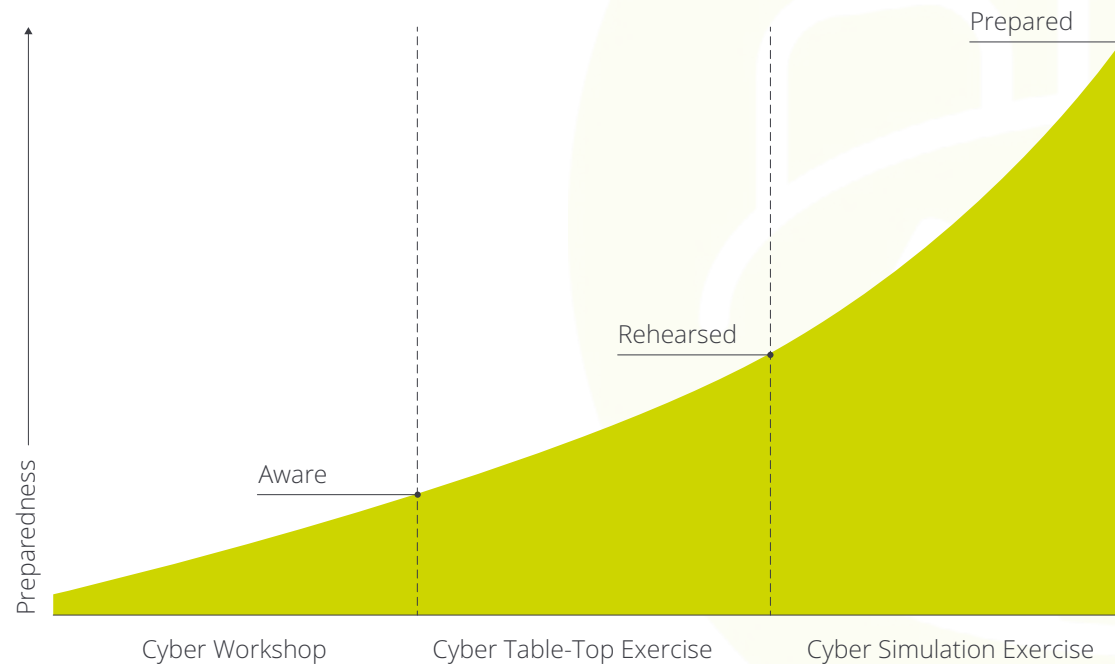 Prepared
Rehearsed
Aware
Preparedness
Cyber Workshop
Cyber Table-Top Exercise
Cyber Simulation Exercise